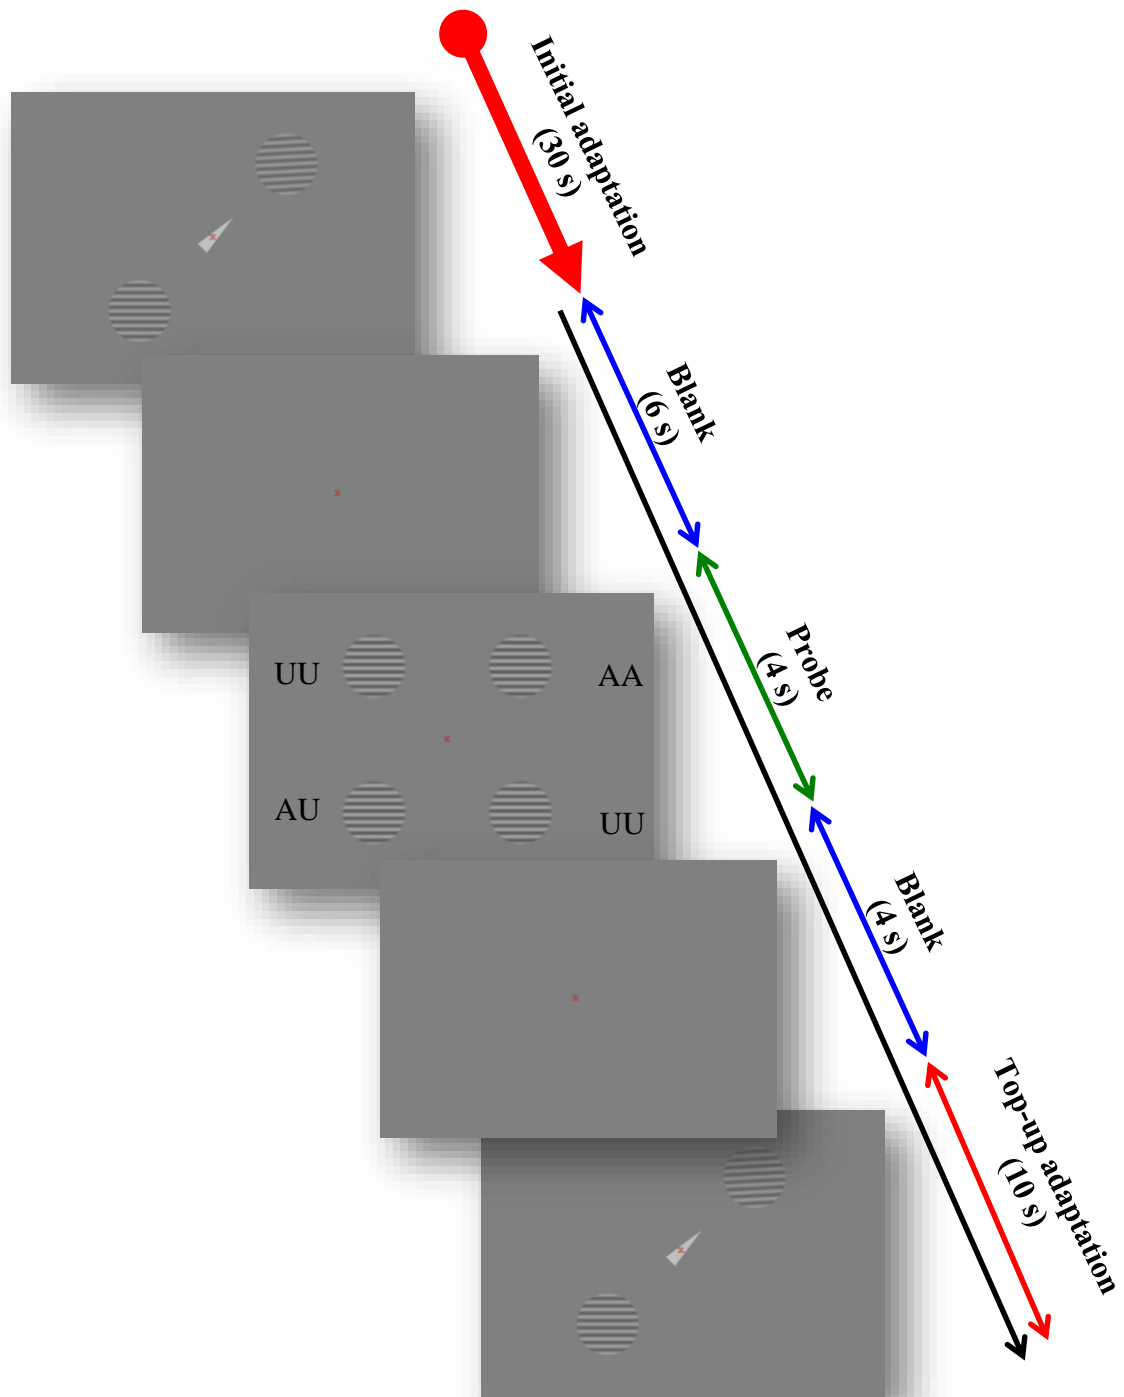 Initial adaptation
(30 s)
Blank
(6 s)
UU
AA
AU
UU
Probe
(4 s)
Blank
(4 s)
Top-up adaptation
(10 s)